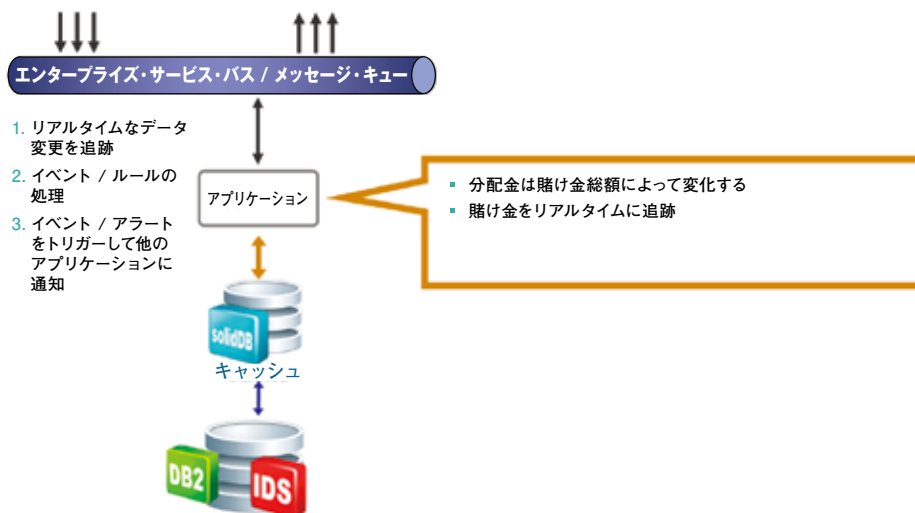 エンタープライズ・サービス・バス / メッセージ・キュー
1. リアルタイムなデータ
変更を追跡
2. イベント / ルールの
処理
3. イベント / アラート
をトリガーして他の
アプリケーションに
通知
アプリケーション
▪ 分配金は賭け金総額によって変化する
▪ 賭け金をリアルタイムに追跡
solidDB
キャッシュ
DB2
IDS